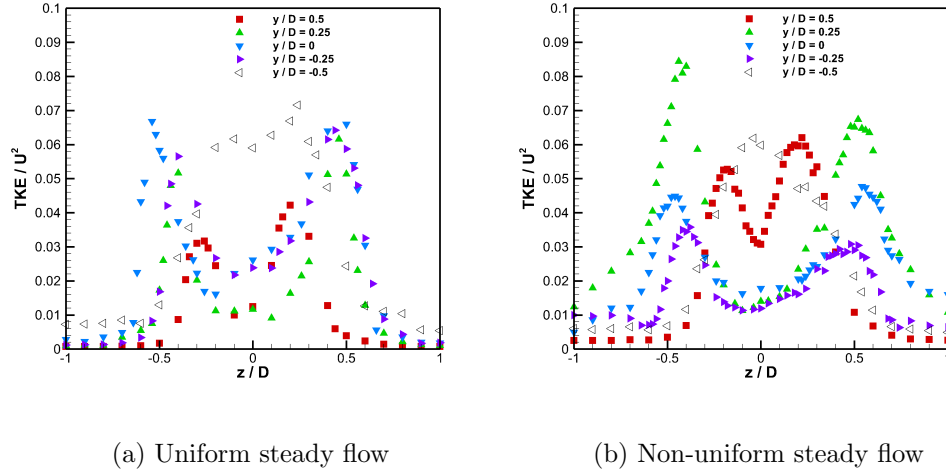 0.1
0.09
0.08
0.07
0.06
0.05
0.04
0.03
0.02
0.01
0
TKE / U²
y / D = 0.5
y / D = 0.25
y / D = 0
y / D = -0.25
y / D = -0.5
-1
-0.5
0
0.5
1
z / D
(a) Uniform steady flow
0.1
0.09
0.08
0.07
0.06
0.05
0.04
0.03
0.02
0.01
0
TKE / U²
y / D = 0.5
y / D = 0.25
y / D = 0
y / D = -0.25
y / D = -0.5
-1
-0.5
0
0.5
z / D
(b) Non-uniform steady flow